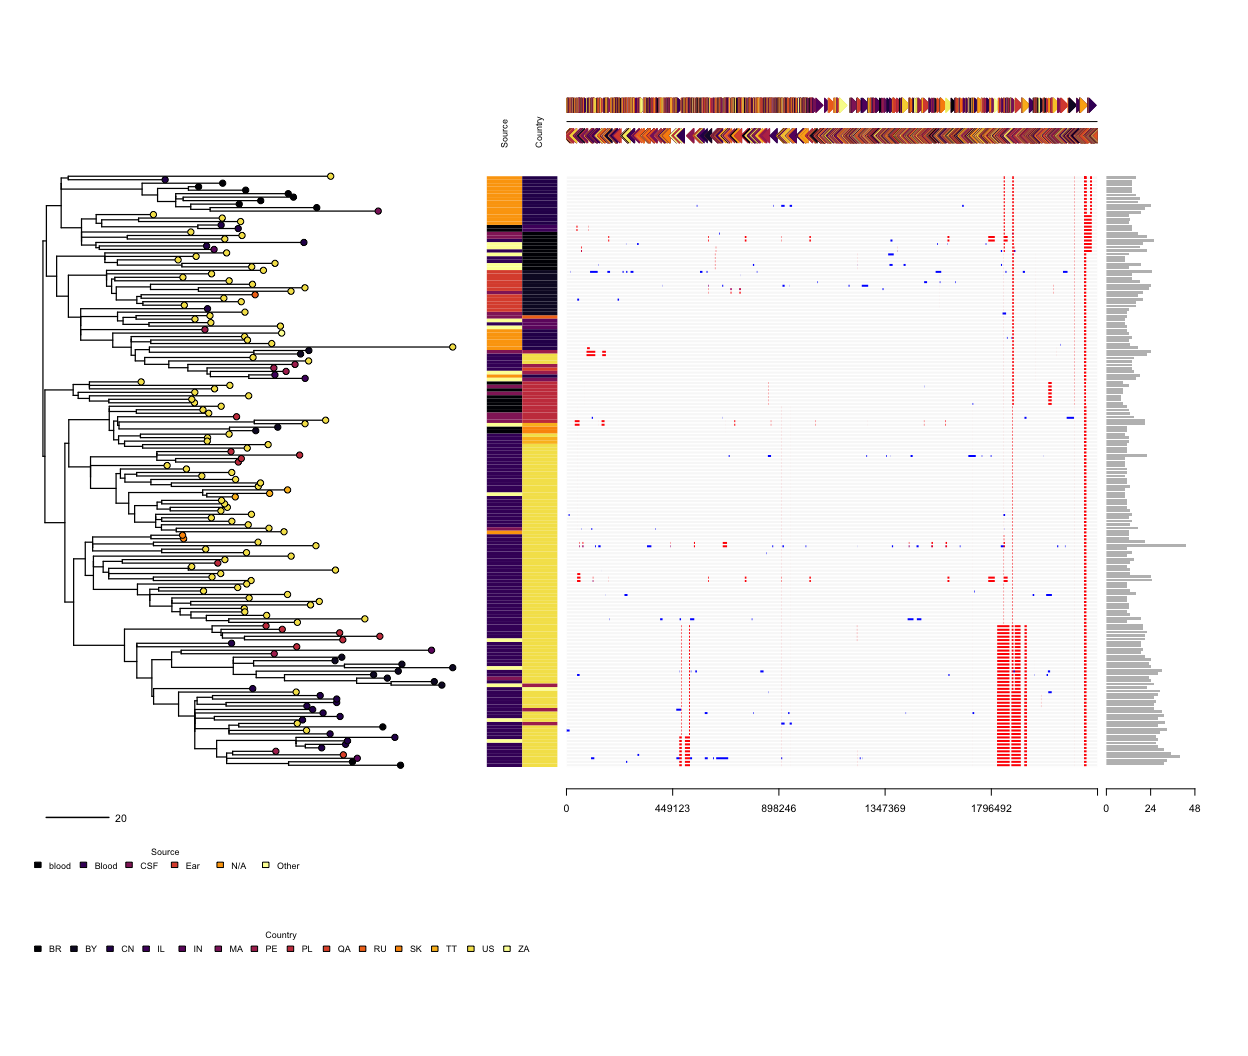 Source
Country
0 449123 898246 1347369 1796492 0 24 48
20
Source
blood Blood CSF Ear N/A Other
Country
BR BY CN IL IN MA PE PL QA RU SK TT US ZA